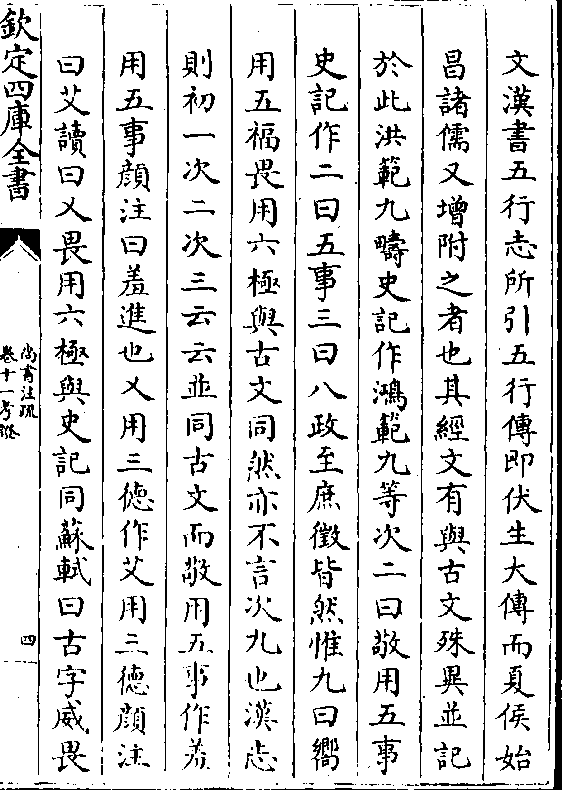 文漢書五行志所引五行傳即伏生大傳而夏侯始
昌諸儒又増附之者也其經文有與古文殊異並記
於此洪範九疇史記作鴻範九等次二曰敬用五事
史記作二曰五事三曰八政至庶徵皆然惟九曰嚮
用五福畏用六極與古文同然亦不言次九也漢志
則初一次二次三云云並同古文而敬用五事作羞
用五事顔注曰羞進也乂用三德作艾用三德顔注
曰艾讀曰乂畏用六極與史記同蘇軾曰古字威畏
欽定四庫全書
尚書注疏
卷十一考證
四